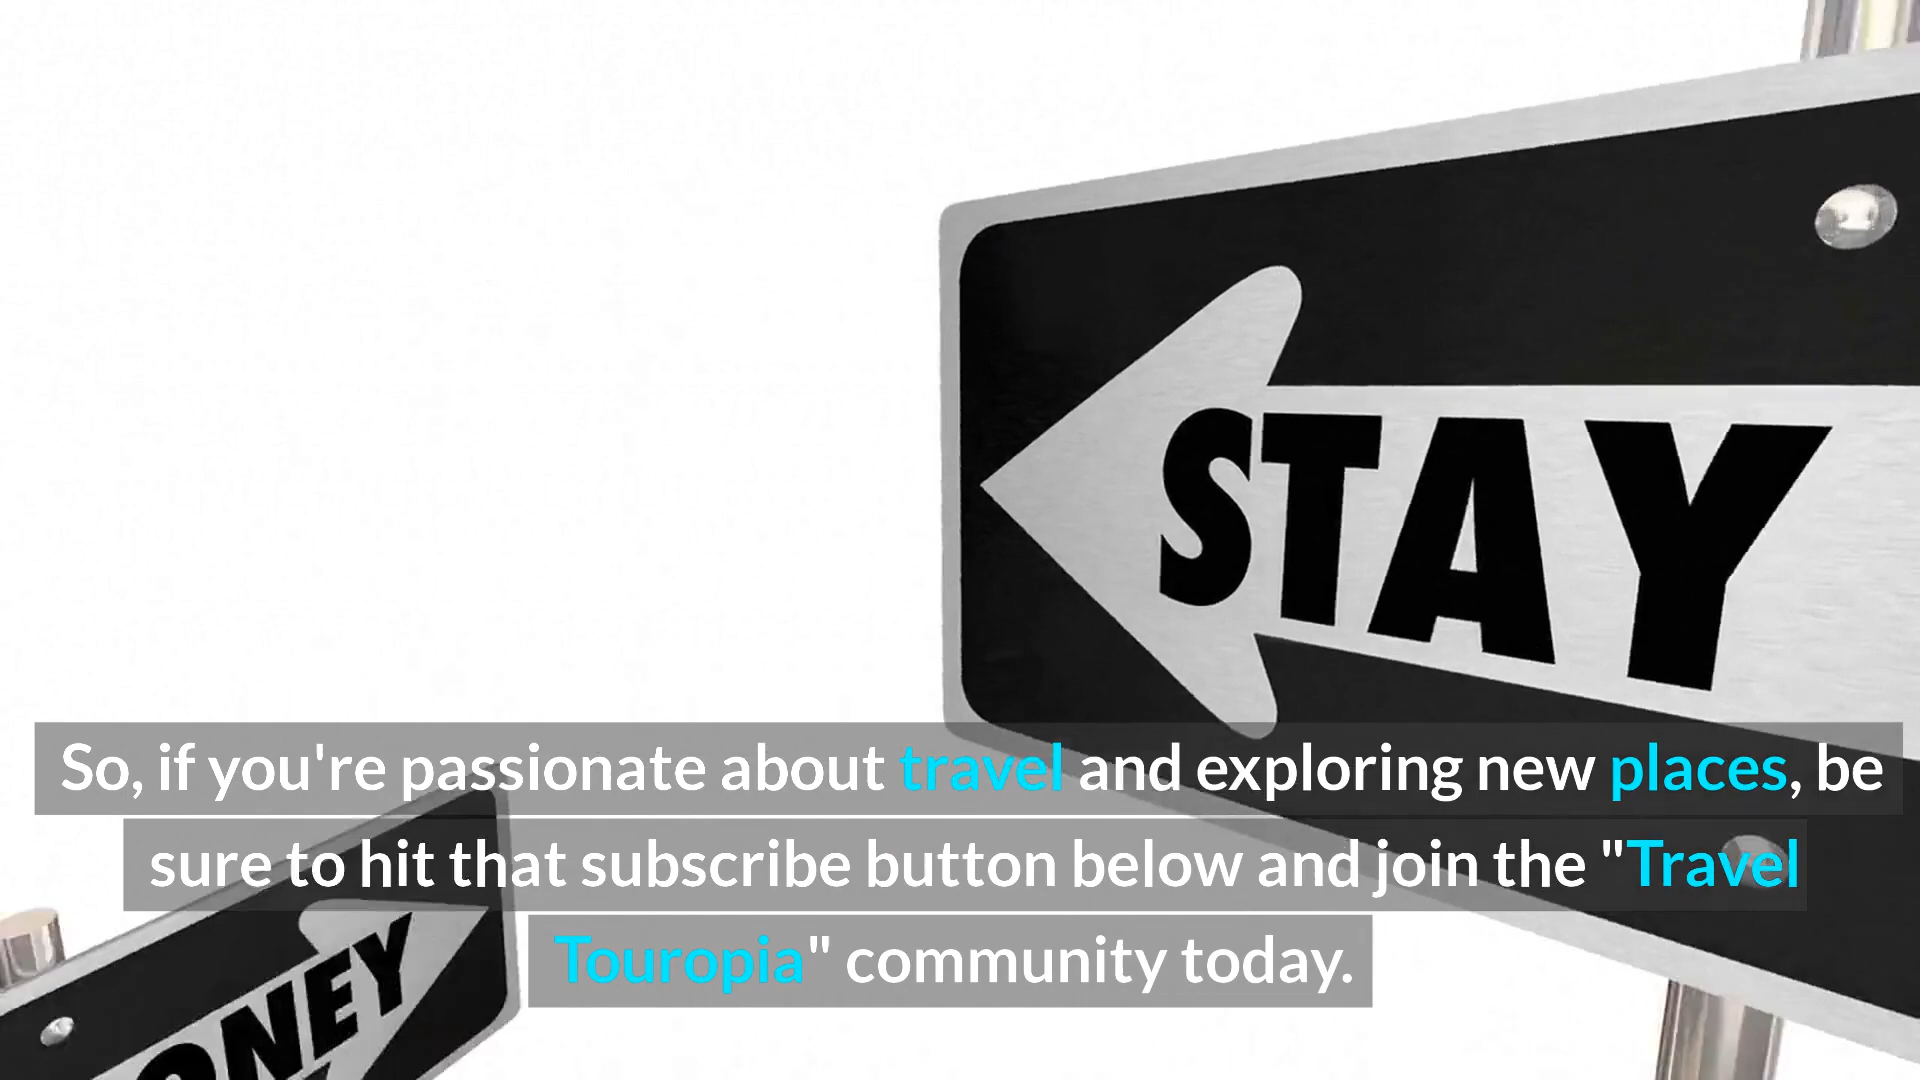 STAY
So, if you're passionate about travel and exploring new places, be
sure to hit that subscribe button below and join the "Travel
Touropia" community today.